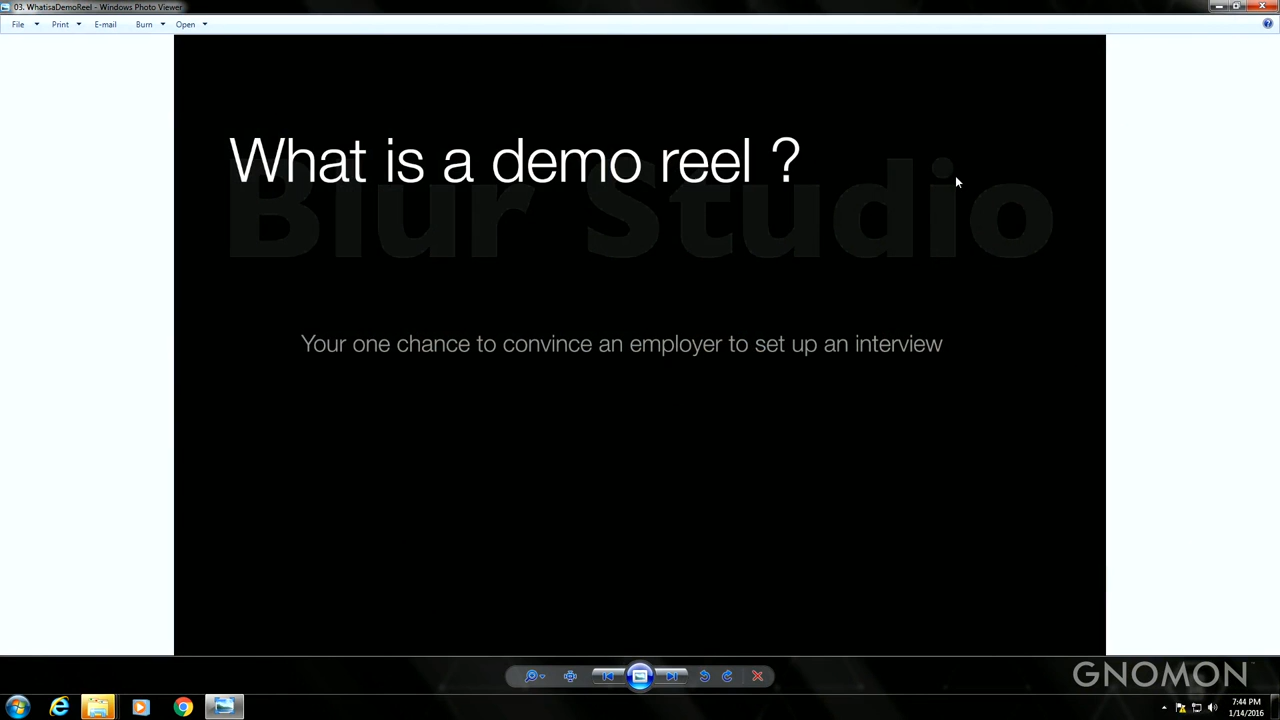 03. WhatisaDemoReel - Windows Photo Viewer
File Print E-mail Burn Open
What is a demo reel ?
Blur Studio
Your one chance to convince an employer to set up an interview
GNOMON
7:44 PM
1/14/2016